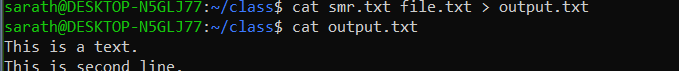 sarath@DESKTOP-N5GLJ77:~/class$ cat smr.txt file.txt > output.txt
sarath@DESKTOP-N5GLJ77:~/class$ cat output.txt
This is a text.
This is second line.